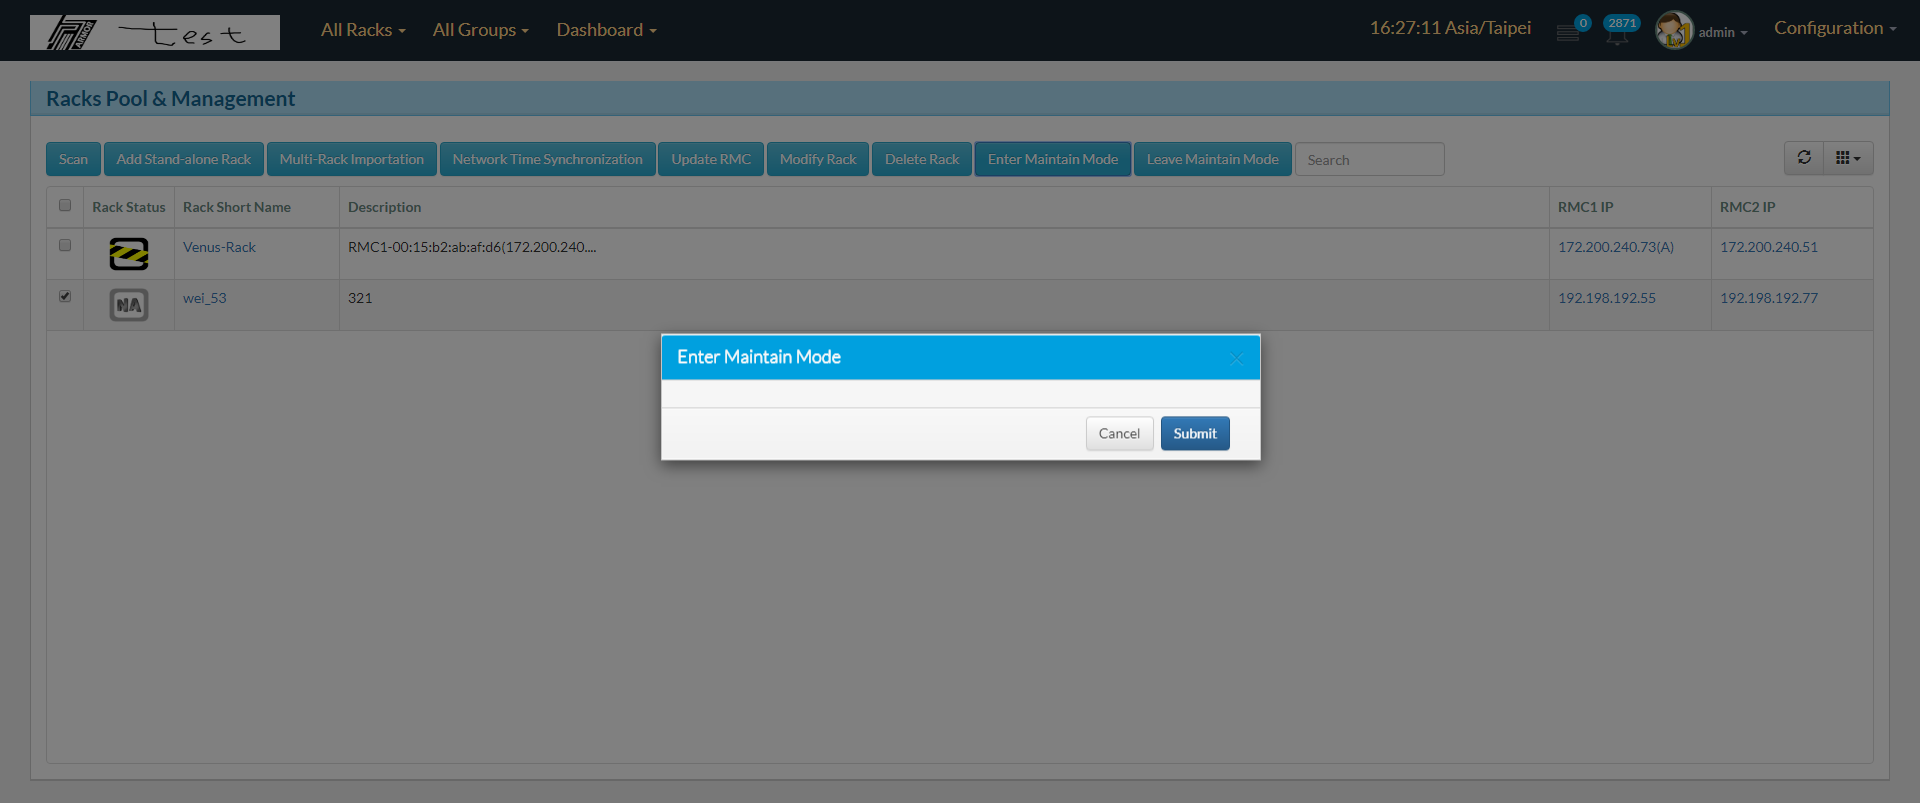 ARMOR test All Racks All Groups Dashboard 16:27:11 Asia/Taipei 0 2871 admin Configuration
Racks Pool & Management
Scan Add Stand-alone Rack Multi-Rack Importation Network Time Synchronization Update RMC Modify Rack Delete Rack Enter Maintain Mode Leave Maintain Mode Search
Rack Status Rack Short Name Description RMC1 IP RMC2 IP
Venus-Rack RMC1-00:15:b2:ab:af:d6(172.200.240.... 172.200.240.73(A) 172.200.240.51
NA wei_53 321 192.198.192.55 192.198.192.77
Enter Maintain Mode ×
Cancel Submit